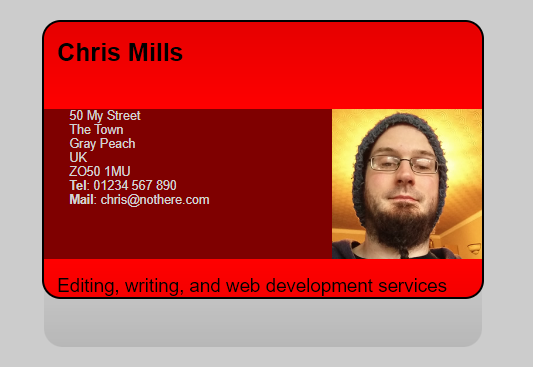 Chris Mills
50 My Street
The Town
Gray Peach
UK
ZO50 1MU
Tel: 01234 567 890
Mail: chris@nothere.com
Editing, writing, and web development services